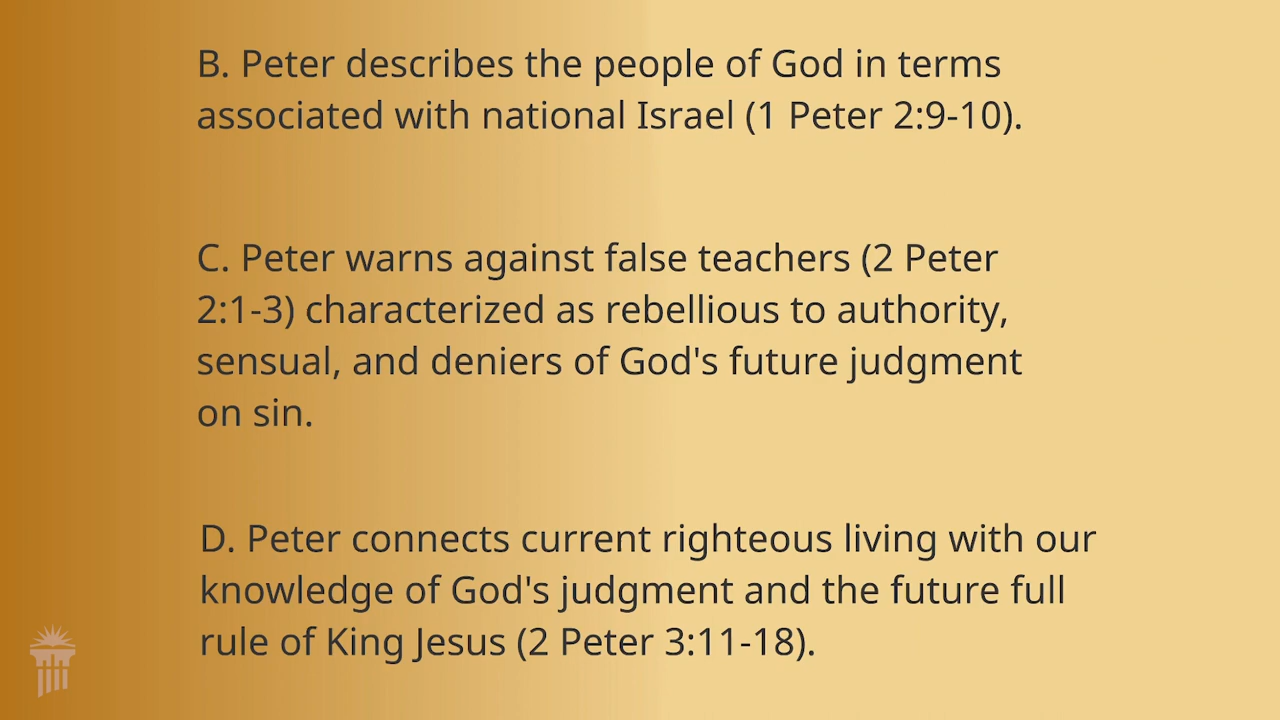 B. Peter describes the people of God in terms
associated with national Israel (1 Peter 2:9-10).
C. Peter warns against false teachers (2 Peter
2:1-3) characterized as rebellious to authority,
sensual, and deniers of God's future judgment
on sin.
D. Peter connects current righteous living with our
knowledge of God's judgment and the future full
rule of King Jesus (2 Peter 3:11-18).